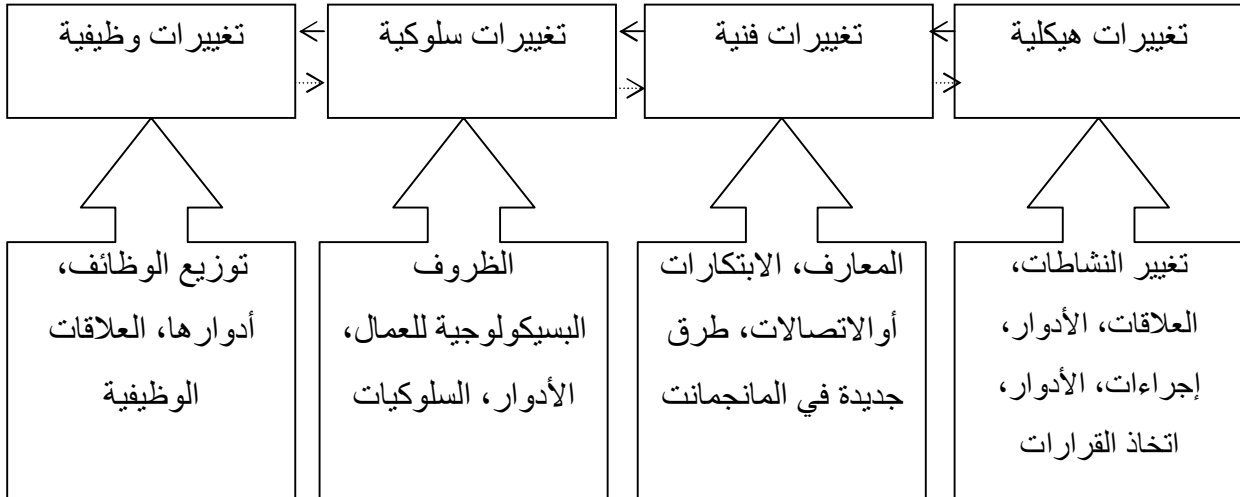 تغييرات هيكلية
تغييرات فنية
تغييرات سلوكية
تغييرات وظيفية
تغيير النشاطات،
العلاقات، الأدوار،
إجراءات، الأدوار،
اتخاذ القرارات
المعارف، الابتكارات
أوالاتصالات، طرق
جديدة في المانجمانت
الظروف
البسيكولوجية للعمال،
الأدوار، السلوكيات
توزيع الوظائف،
أدوارها، العلاقات
الوظيفية